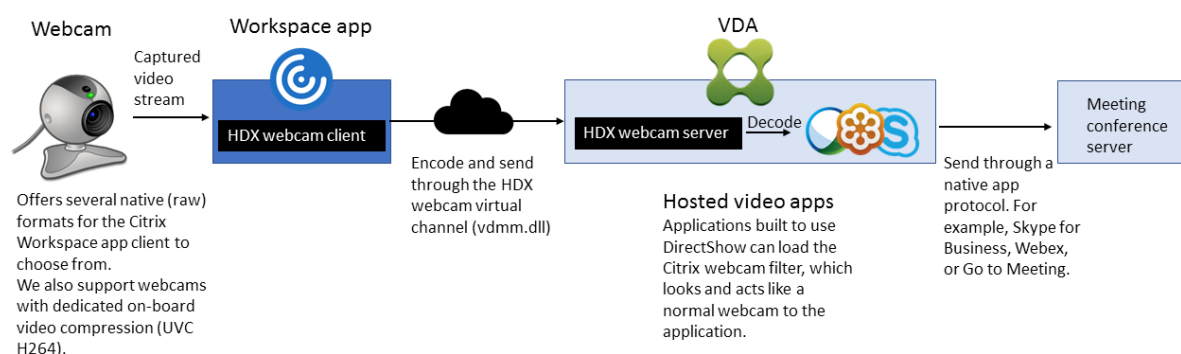 Webcam
Captured
video
stream
Offers several native (raw)
formats for the Citrix
Workspace app client to
choose from.
We also support webcams
with dedicated on-board
video compression (UVC
H264).
Workspace app
HDX webcam client
Encode and send
through the HDX
webcam virtual
channel (vdmm.dll)
VDA
HDX webcam server
Decode
S
Hosted video apps
Applications built to use
DirectShow can load the
Citrix webcam filter, which
looks and acts like a
normal webcam to the
application.
Send through a
native app
protocol. For
example, Skype for
Business, Webex,
or Go to Meeting.
Meeting
conference
server